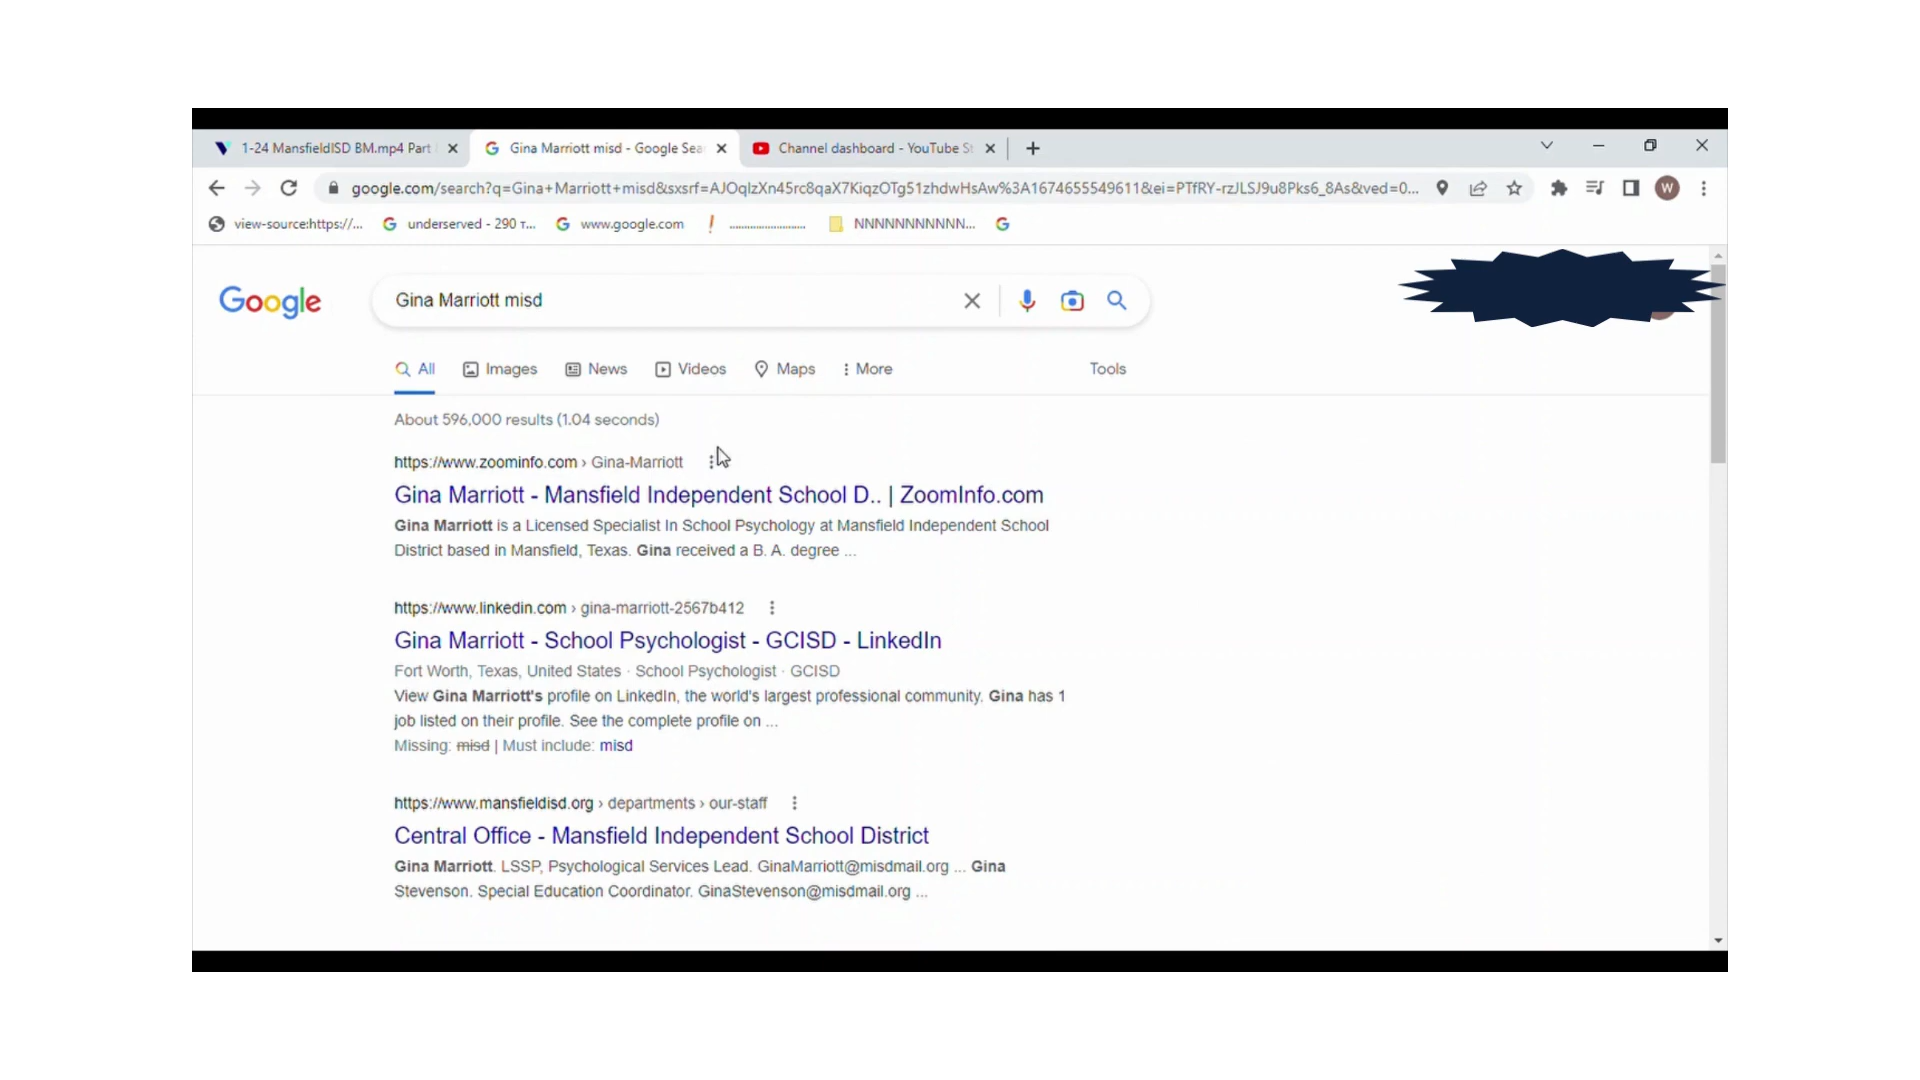 1-24 MansfieldISD BM.mp4 Part
Gina Marriott misd - Google Sea
Channel dashboard - YouTube St
google.com/search?q=Gina+Marriott+misd&sxsrf=AJOqlzXn45rc8qaX7KiqzOTg51zhdwHsAw%3A1674655549611&ei=PTfRY-rzJLSJ9u8Pks6_8As&ved=0...
W
view-source:https://...
underserved - 290 т...
www.google.com
........................
NNNNNNNNNNN...
Google
Gina Marriott misd
All
Images
News
Videos
Maps
More
Tools
About 596,000 results (1.04 seconds)
https://www.zoominfo.com › Gina-Marriott
Gina Marriott - Mansfield Independent School D.. | ZoomInfo.com
Gina Marriott is a Licensed Specialist In School Psychology at Mansfield Independent School
District based in Mansfield, Texas. Gina received a B. A. degree ...
https://www.linkedin.com › gina-marriott-2567b412
Gina Marriott - School Psychologist - GCISD - LinkedIn
Fort Worth, Texas, United States · School Psychologist · GCISD
View Gina Marriott's profile on LinkedIn, the world's largest professional community. Gina has 1
job listed on their profile. See the complete profile on ...
Missing: misd | Must include: misd
https://www.mansfieldisd.org › departments › our-staff
Central Office - Mansfield Independent School District
Gina Marriott. LSSP, Psychological Services Lead. GinaMarriott@misdmail.org ... Gina
Stevenson. Special Education Coordinator. GinaStevenson@misdmail.org ...